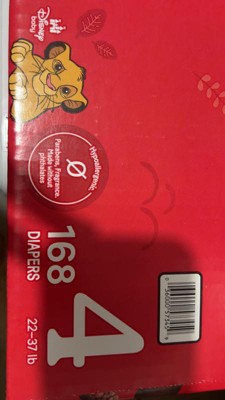 Disney
baby
Hypoallergenic
Parabens, Fragrance.
Made without
phthalates
168
DIAPERS
4
22-37 lb